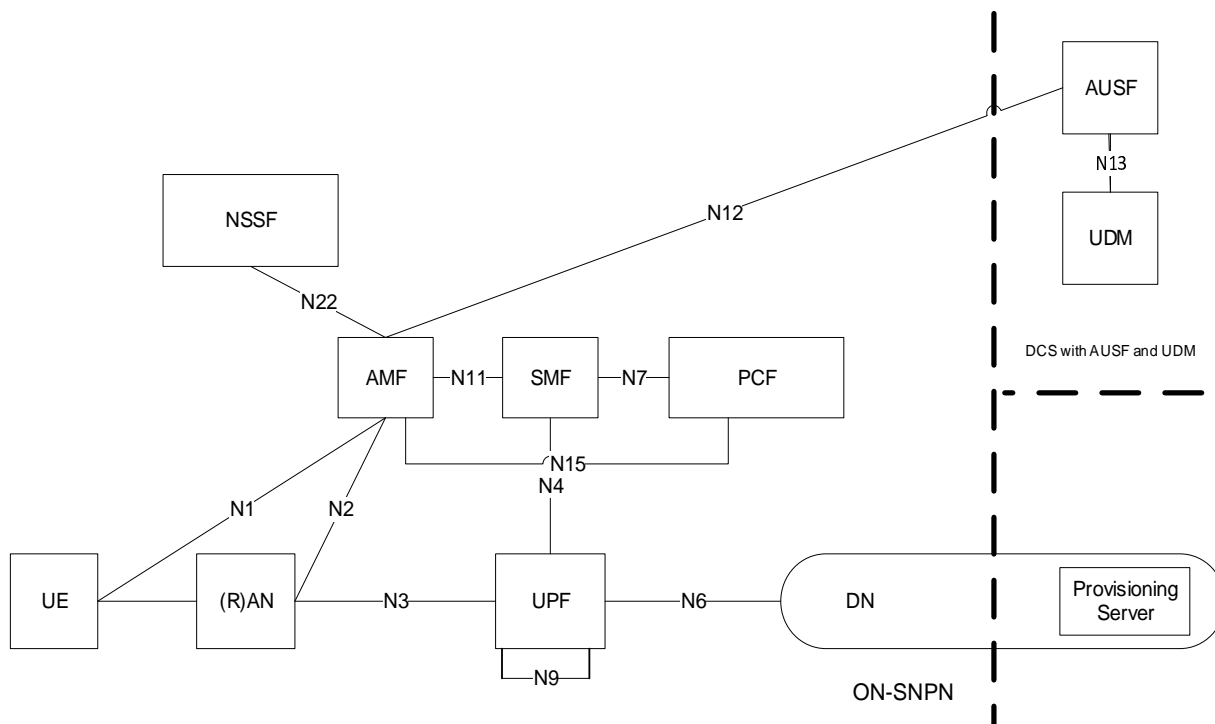 AUSF
N13
NSSF
N12
UDM
N22
DCS with AUSF and UDM
AMF
N11
SMF
N7
PCF
N15
N4
N1
N2
UE
(R)AN
N3
UPF
N6
DN
Provisioning
Server
N9
ON-SNPN